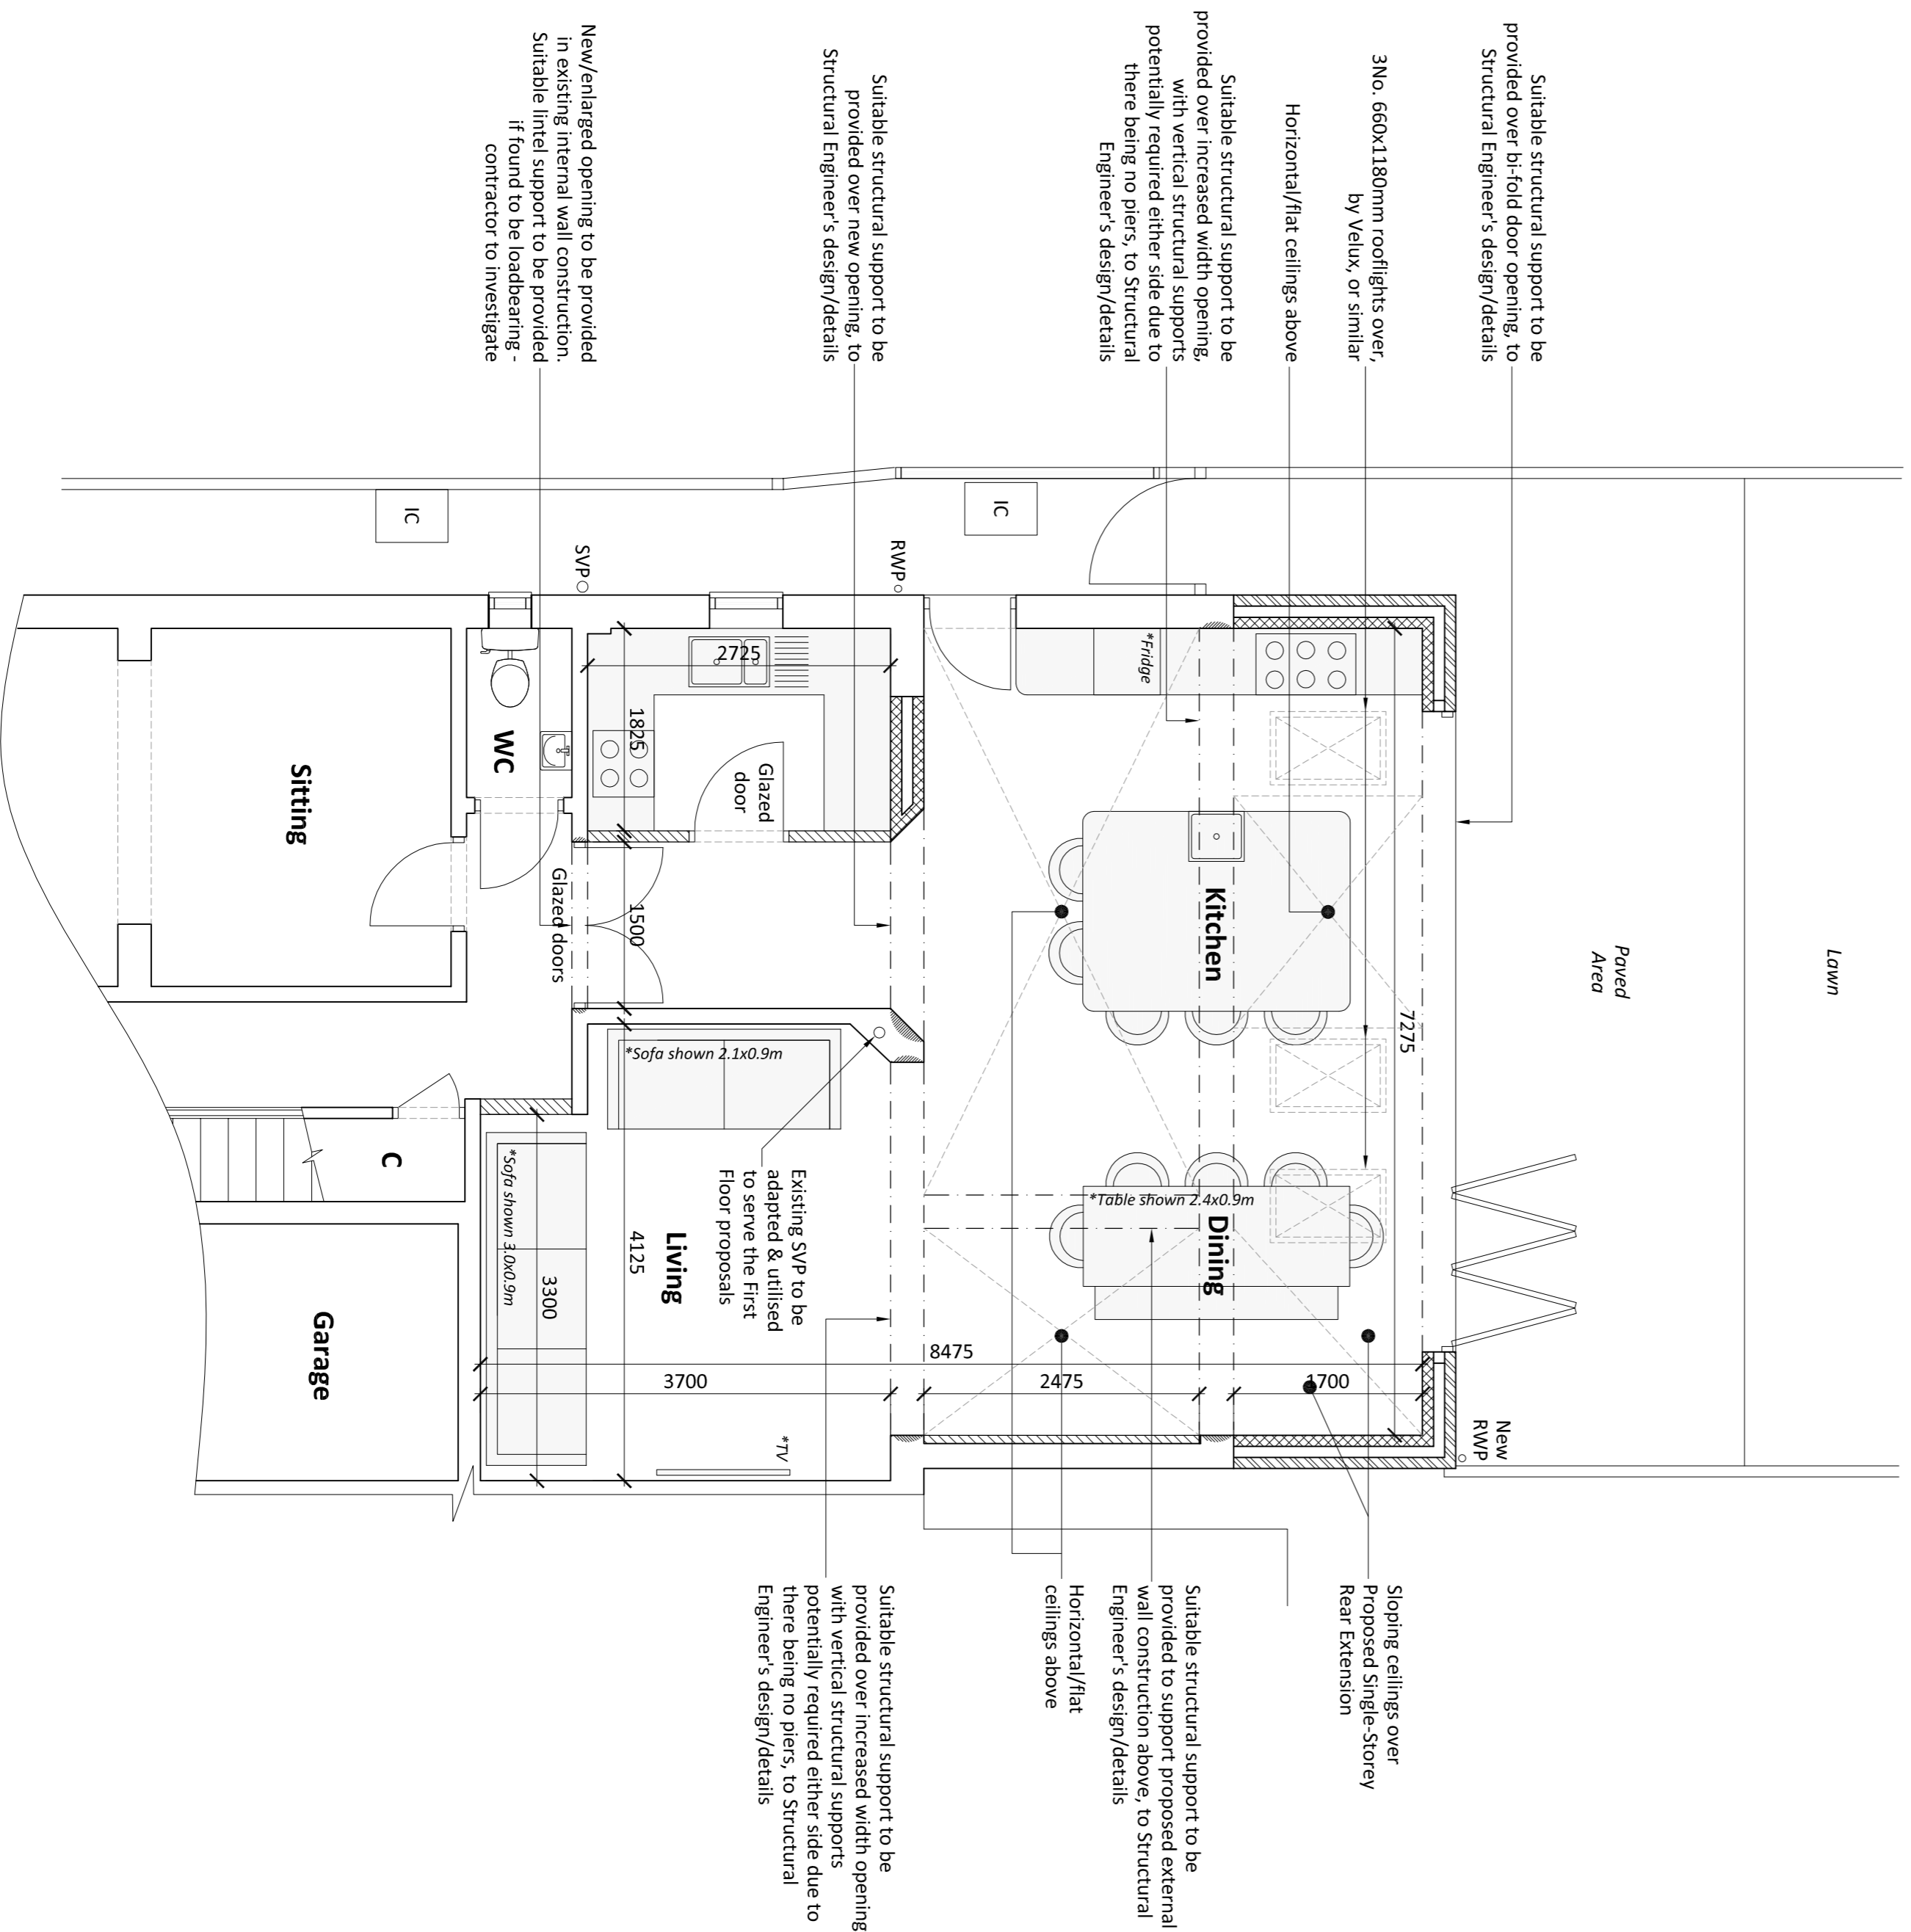 Suitable structural support to be
provided over bi-fold door opening, to
Structural Engineer's design/details
3No. 660x1180mm rooflights over,
by Velux, or similar
Horizontal/flat ceilings above
Suitable structural support to be
provided over increased width opening,
with vertical structural supports
potentially required either side due to
there being no piers, to Structural
Engineer's design/details
Suitable structural support to be
provided over new opening, to
Structural Engineer's design/details
New/enlarged opening to be provided
in existing internal wall construction.
Suitable lintel support to be provided
if found to be loadbearing -
contractor to investigate
Lawn
Paved
Area
IC
IC
RWP
SVP
*Fridge
7275
Kitchen
2725
1825
Glazed
door
1500
Glazed doors
WC
Sitting
*Table shown 2.4x0.9m
Dining
*Sofa shown 2.1x0.9m
Existing SVP to be
adapted & utilised
to serve the First
Floor proposals
Living
4125
3300
*Sofa shown 3.0x0.9m
C
Garage
8475
3700
2475
1700
*TV
New
RWP
Sloping ceilings over
Proposed Single-Storey
Rear Extension
Suitable structural support to be
provided to support proposed external
wall construction above, to Structural
Engineer's design/details
Horizontal/flat
ceilings above
Suitable structural support to be
provided over increased width opening
with vertical structural supports
potentially required either side due to
there being no piers, to Structural
Engineer's design/details